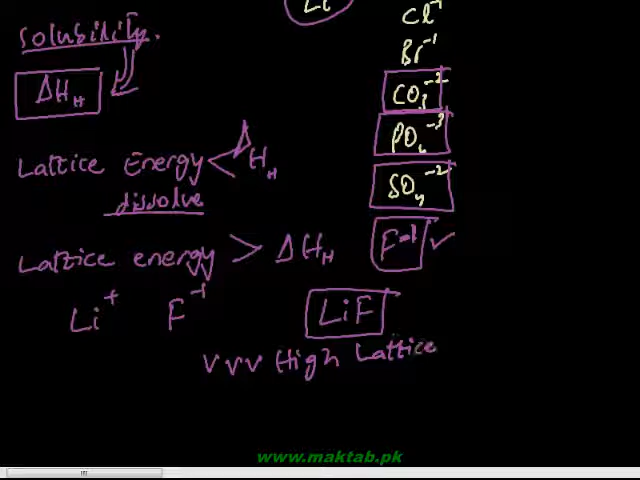 Li
Cl⁻¹
Solubility.
Br⁻¹
ΔH_H
CO₃⁻²
PO₄⁻³
Lattice Energy < ΔH_H
dissolve
SO₄⁻²
Lattice energy > ΔH_H
F⁻¹ ✓
Li⁺ F⁻¹
LiF
VVV High Lattice
www.maktab.pk